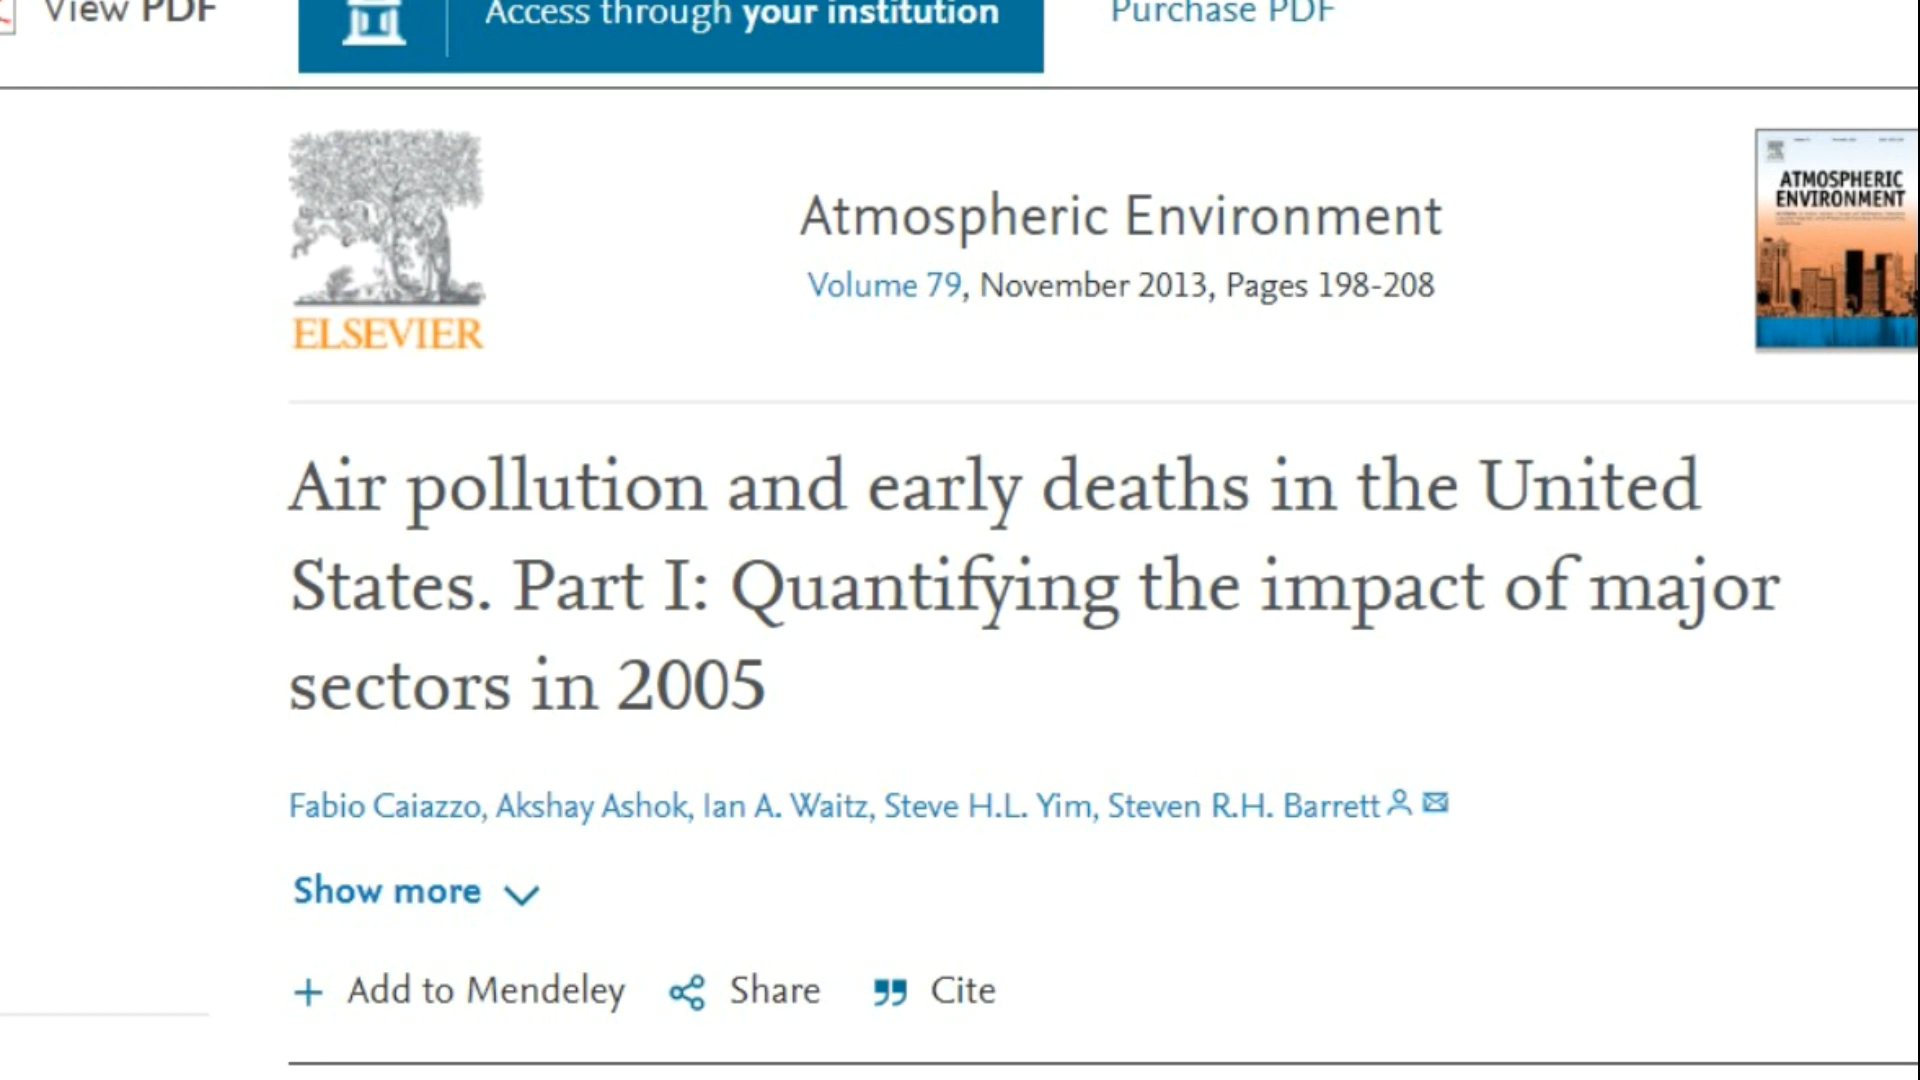 View PDF
Access through your institution
Purchase PDF
ELSEVIER
Atmospheric Environment
Volume 79, November 2013, Pages 198-208
ATMOSPHERIC
ENVIRONMENT
Air pollution and early deaths in the United
States. Part I: Quantifying the impact of major
sectors in 2005
Fabio Caiazzo, Akshay Ashok, Ian A. Waitz, Steve H.L. Yim, Steven R.H. Barrett
Show more
Add to Mendeley
Share
Cite